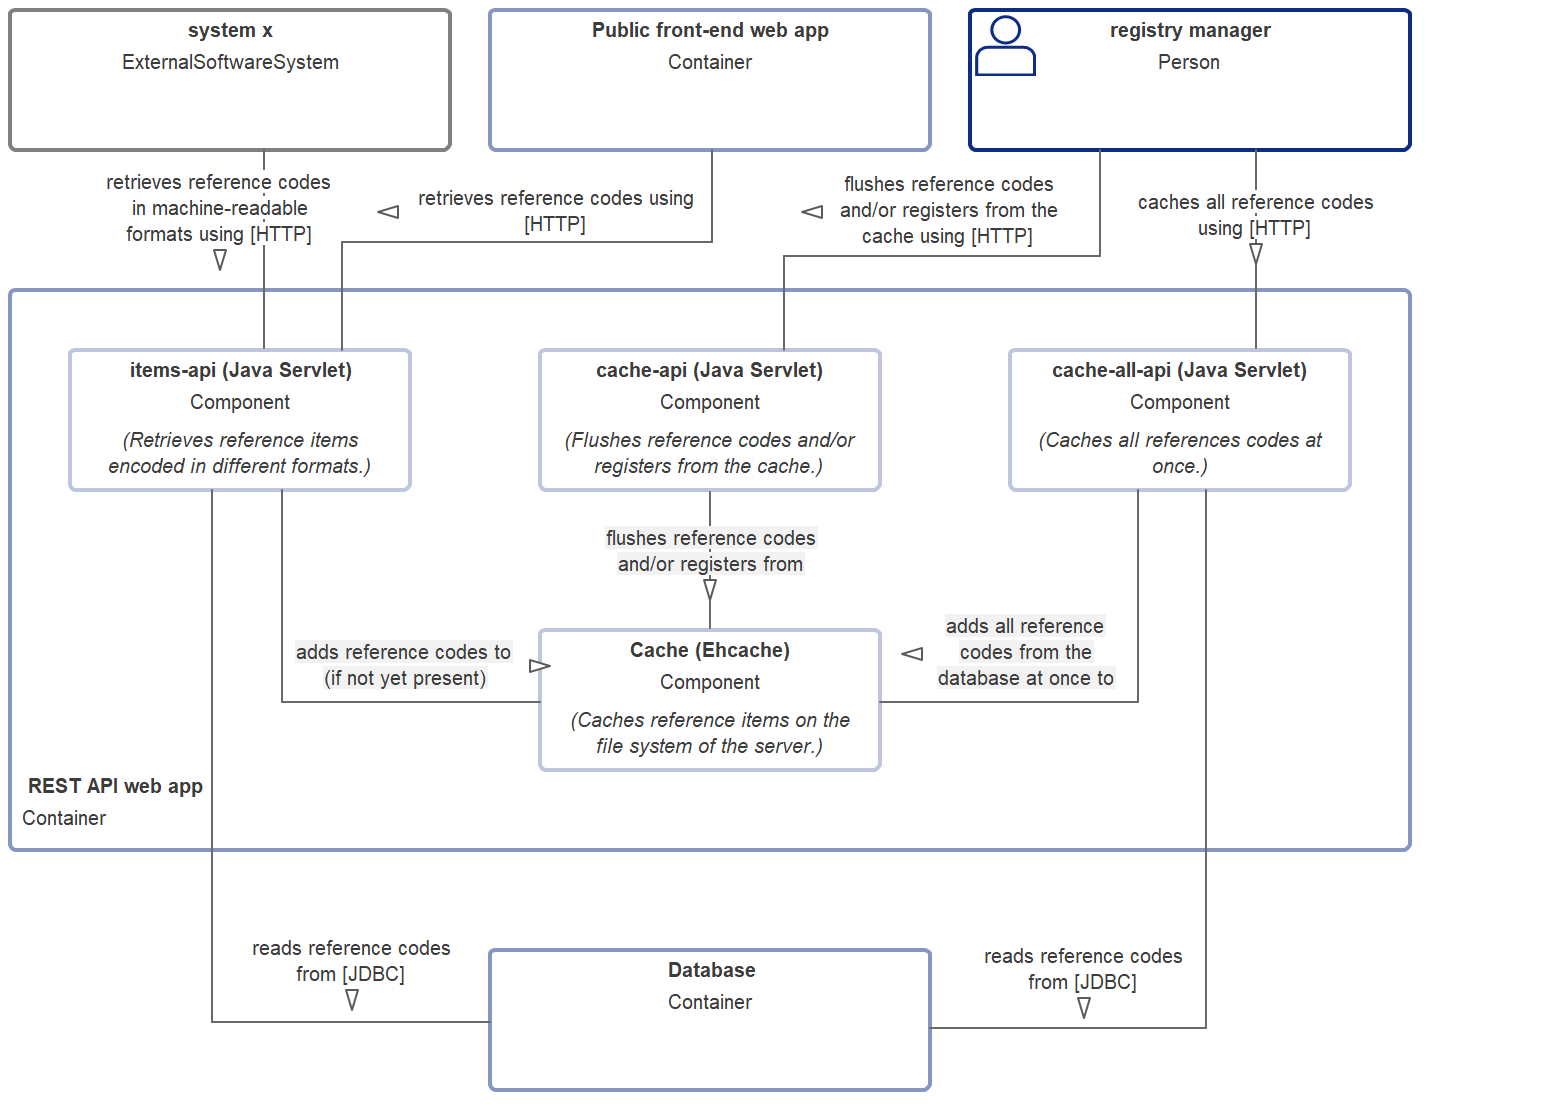 system x
ExternalSoftwareSystem
Public front-end web app
Container
registry manager
Person
retrieves reference codes
in machine-readable
formats using [HTTP]
retrieves reference codes using
[HTTP]
flushes reference codes
and/or registers from the
cache using [HTTP]
caches all reference codes
using [HTTP]
items-api (Java Servlet)
Component
(Retrieves reference items
encoded in different formats.)
cache-api (Java Servlet)
Component
(Flushes reference codes and/or
registers from the cache.)
cache-all-api (Java Servlet)
Component
(Caches all references codes at
once.)
flushes reference codes
and/or registers from
adds reference codes to
(if not yet present)
Cache (Ehcache)
Component
(Caches reference items on the
file system of the server.)
adds all reference
codes from the
database at once to
REST API web app
Container
reads reference codes
from [JDBC]
Database
Container
reads reference codes
from [JDBC]